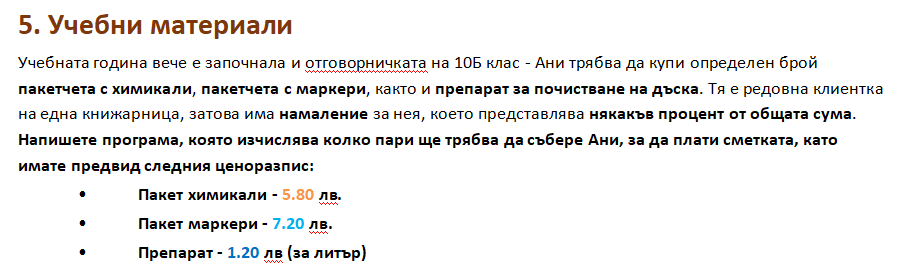 5. Учебни материали
Учебната година вече е започнала и отговорничката на 10Б клас - Ани трябва да купи определен брой
пакетчета с химикали, пакетчета с маркери, както и препарат за почистване на дъска. Тя е редовна клиентка
на една книжарница, затова има намаление за нея, което представлява някакъв процент от общата сума.
Напишете програма, която изчислява колко пари ще трябва да събере Ани, за да плати сметката, като
имате предвид следния ценоразпис:
• Пакет химикали - 5.80 лв.
• Пакет маркери - 7.20 лв.
• Препарат - 1.20 лв (за литър)